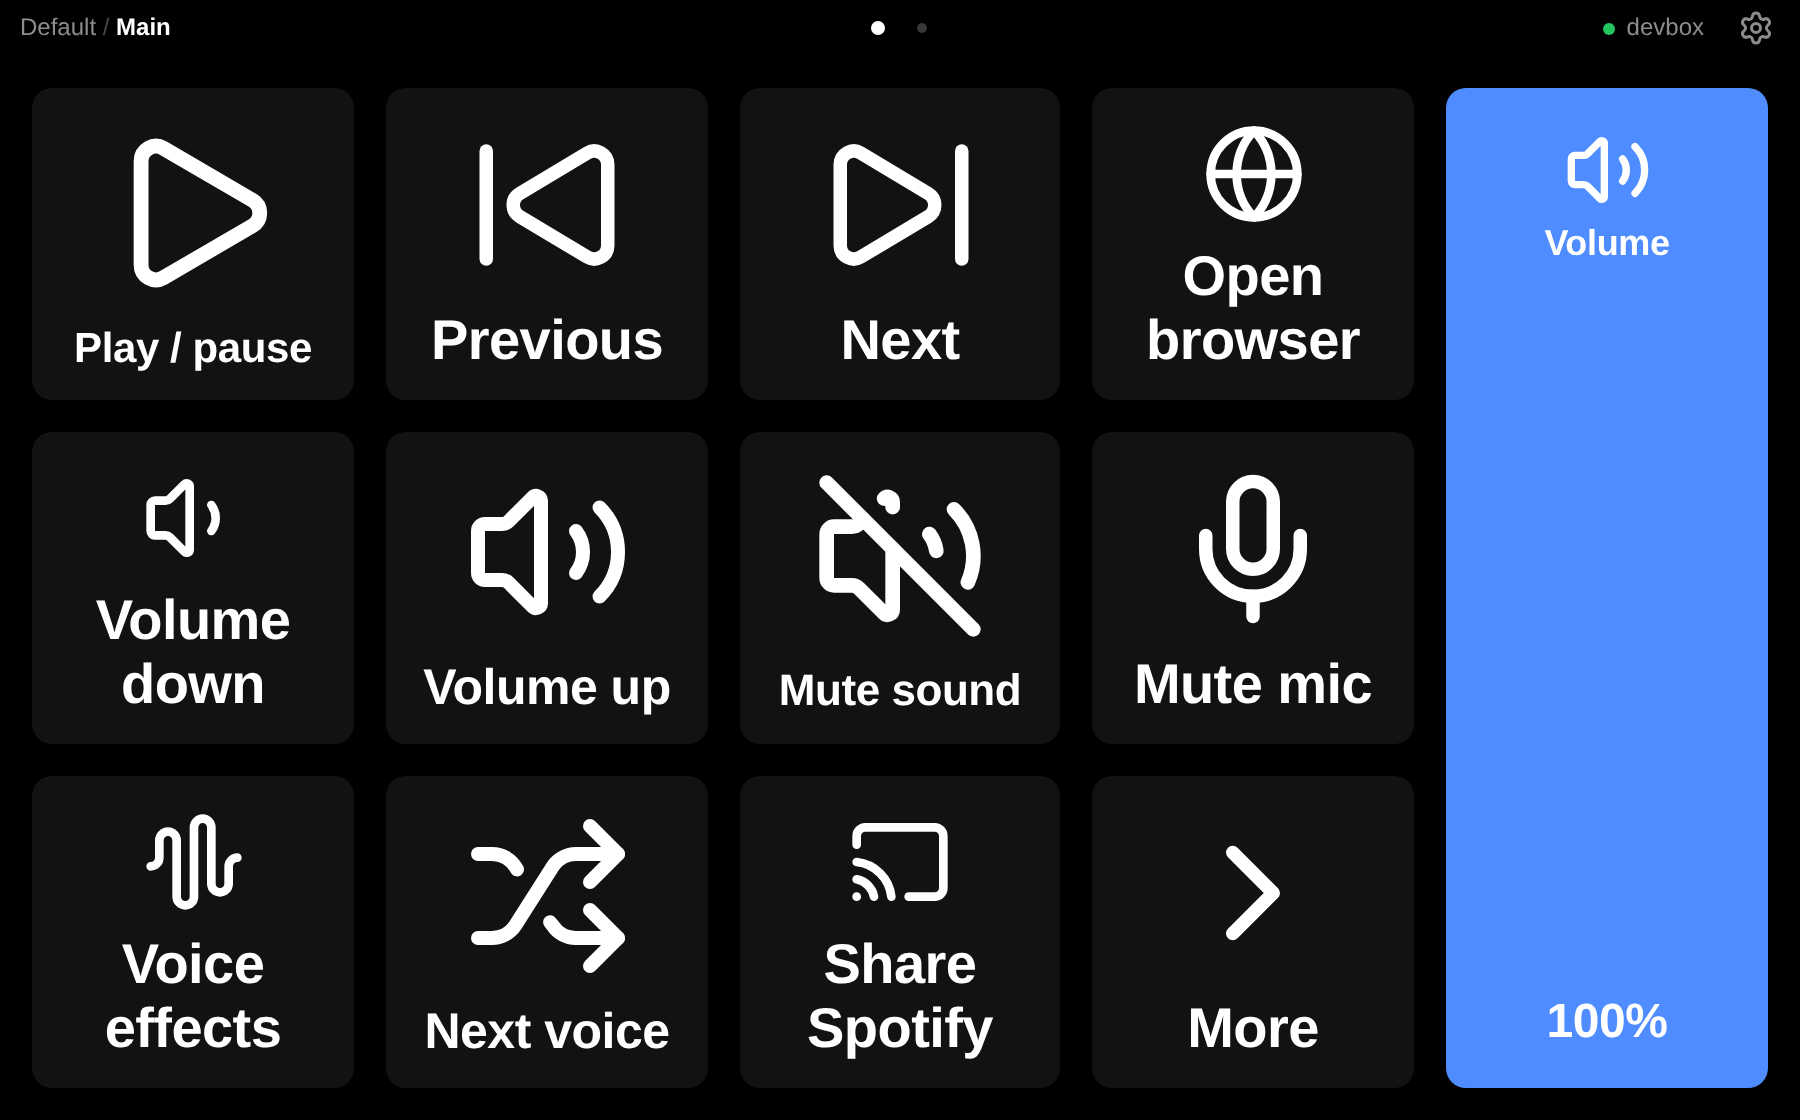 Default / Main
devbox
Play / pause
Previous
Next
Open
browser
Volume
Volume
down
Volume up
Mute sound
Mute mic
Voice
effects
Next voice
Share
Spotify
More
100%